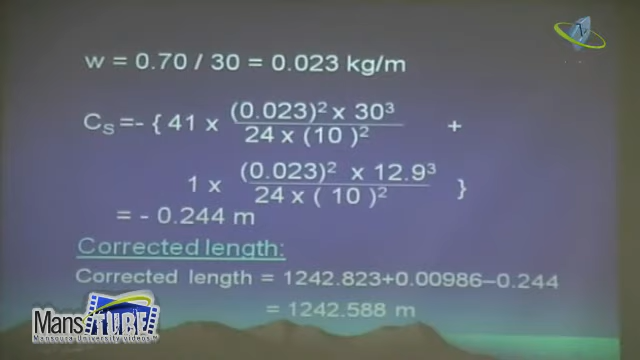 w = 0.70 / 30 = 0.023 kg/m
Cs =- { 41 x (0.023)² x 30³ / 24 x (10 )² +
1 x (0.023)² x 12.9³ / 24 x ( 10 )² }
= - 0.244 m
Corrected length:
Corrected length = 1242.823+0.00986–0.244
= 1242.588 m
Mans TUBE
Mansoura University videos